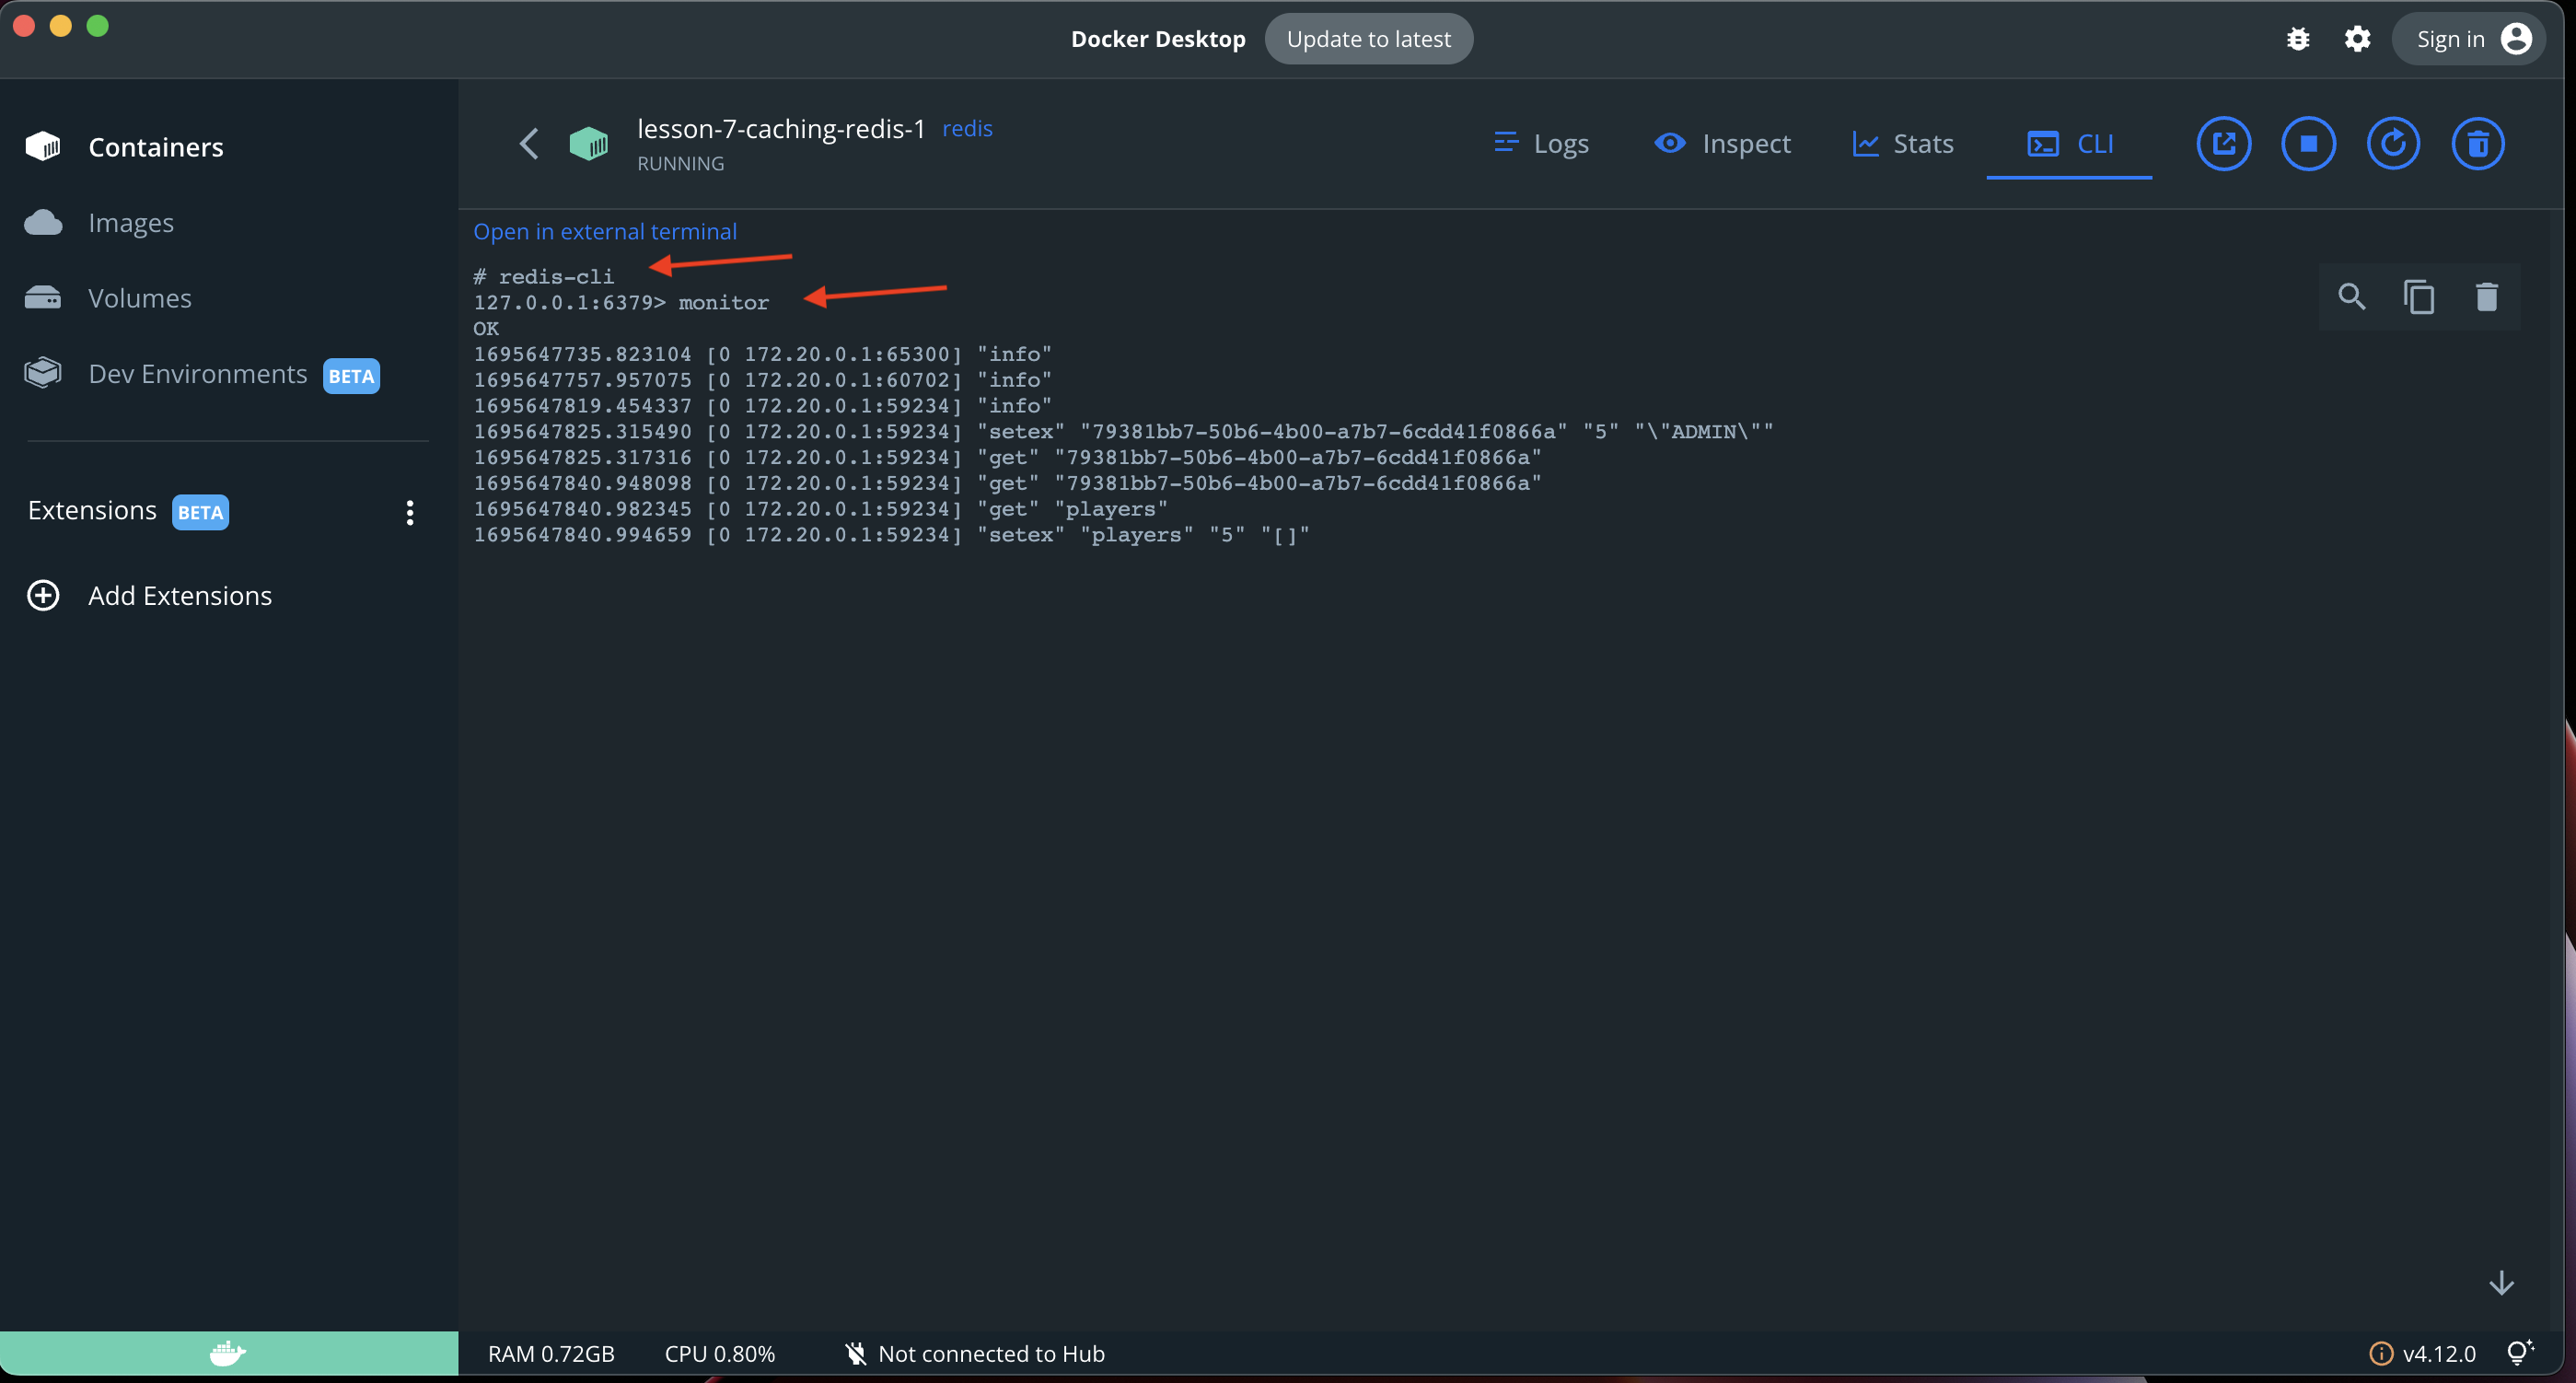 Docker Desktop
Update to latest
Sign in
Containers
Images
Volumes
Dev Environments BETA
Extensions BETA
Add Extensions
lesson-7-caching-redis-1 redis
RUNNING
Logs
Inspect
Stats
CLI
Open in external terminal
# redis-cli
127.0.0.1:6379> monitor
OK
1695647735.823104 [0 172.20.0.1:65300] "info"
1695647757.957075 [0 172.20.0.1:60702] "info"
1695647819.454337 [0 172.20.0.1:59234] "info"
1695647825.315490 [0 172.20.0.1:59234] "setex" "79381bb7-50b6-4b00-a7b7-6cdd41f0866a" "5" "\"ADMIN\""
1695647825.317316 [0 172.20.0.1:59234] "get" "79381bb7-50b6-4b00-a7b7-6cdd41f0866a"
1695647840.948098 [0 172.20.0.1:59234] "get" "79381bb7-50b6-4b00-a7b7-6cdd41f0866a"
1695647840.982345 [0 172.20.0.1:59234] "get" "players"
1695647840.994659 [0 172.20.0.1:59234] "setex" "players" "5" "[]"
RAM 0.72GB
CPU 0.80%
Not connected to Hub
v4.12.0